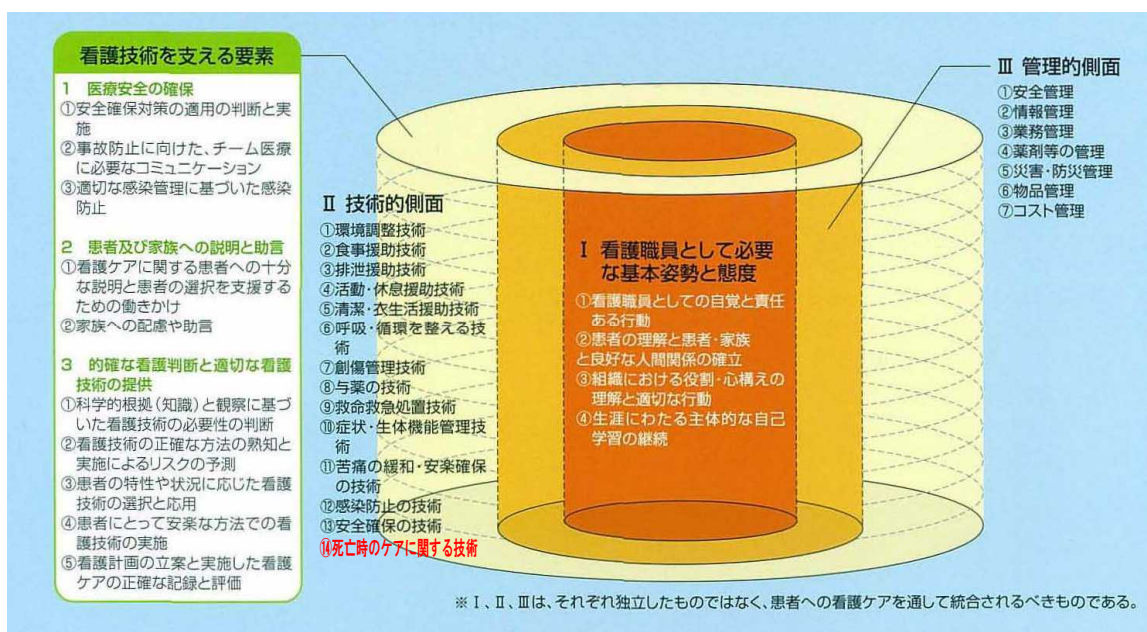 看護技術を支える要素
1 医療安全の確保
①安全確保対策の適用の判断と実
施
②事故防止に向けた、チーム医療
に必要なコミュニケーション
③適切な感染管理に基づいた感染
防止
2 患者及び家族への説明と助言
①看護ケアに関する患者への十分
な説明と患者の選択を支援する
ための働きかけ
②家族への配慮や助言
3 的確な看護判断と適切な看護
技術の提供
①科学的根拠（知識）と観察に基づ
いた看護技術の必要性の判断
②看護技術の正確な方法の熟知と
実施によるリスクの予測
③患者の特性や状況に応じた看護
技術の選択と応用
④患者にとって安楽な方法での看
護技術の実施
⑤看護計画の立案と実施した看護
ケアの正確な記録と評価
Ⅱ 技術的側面
①環境調整技術
②食事援助技術
③排泄援助技術
④活動・休息援助技術
⑤清潔・衣生活援助技術
⑥呼吸・循環を整える技
術
⑦創傷管理技術
⑧与薬の技術
⑨救命救急処置技術
⑩症状・生体機能管理技
術
⑪苦痛の緩和・安楽確保
の技術
⑫感染防止の技術
⑬安全確保の技術
⑭死亡時のケアに関する技術
Ⅰ 看護職員として必要
な基本姿勢と態度
①看護職員としての自覚と責任
ある行動
②患者の理解と患者・家族
と良好な人間関係の確立
③組織における役割・心構えの
理解と適切な行動
④生涯にわたる主体的な自己
学習の継続
Ⅲ 管理的側面
①安全管理
②情報管理
③業務管理
④薬剤等の管理
⑤災害・防災管理
⑥物品管理
⑦コスト管理
※Ⅰ、Ⅱ、Ⅲは、それぞれ独立したものではなく、患者への看護ケアを通して統合されるべきものである。